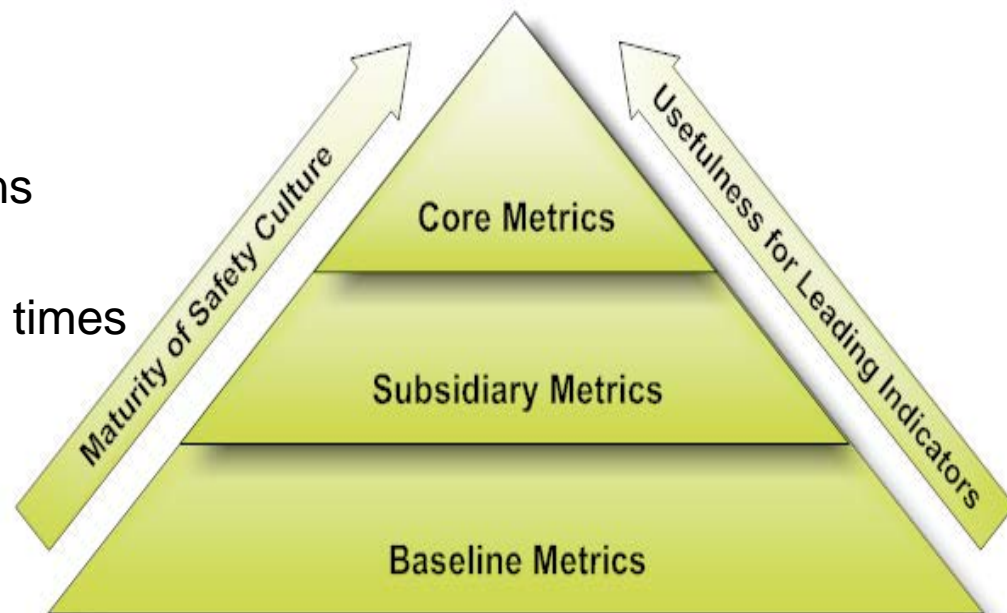 ns
times
Maturity of Safety Culture
Usefulness for Leading Indicators
Core Metrics
Subsidiary Metrics
Baseline Metrics